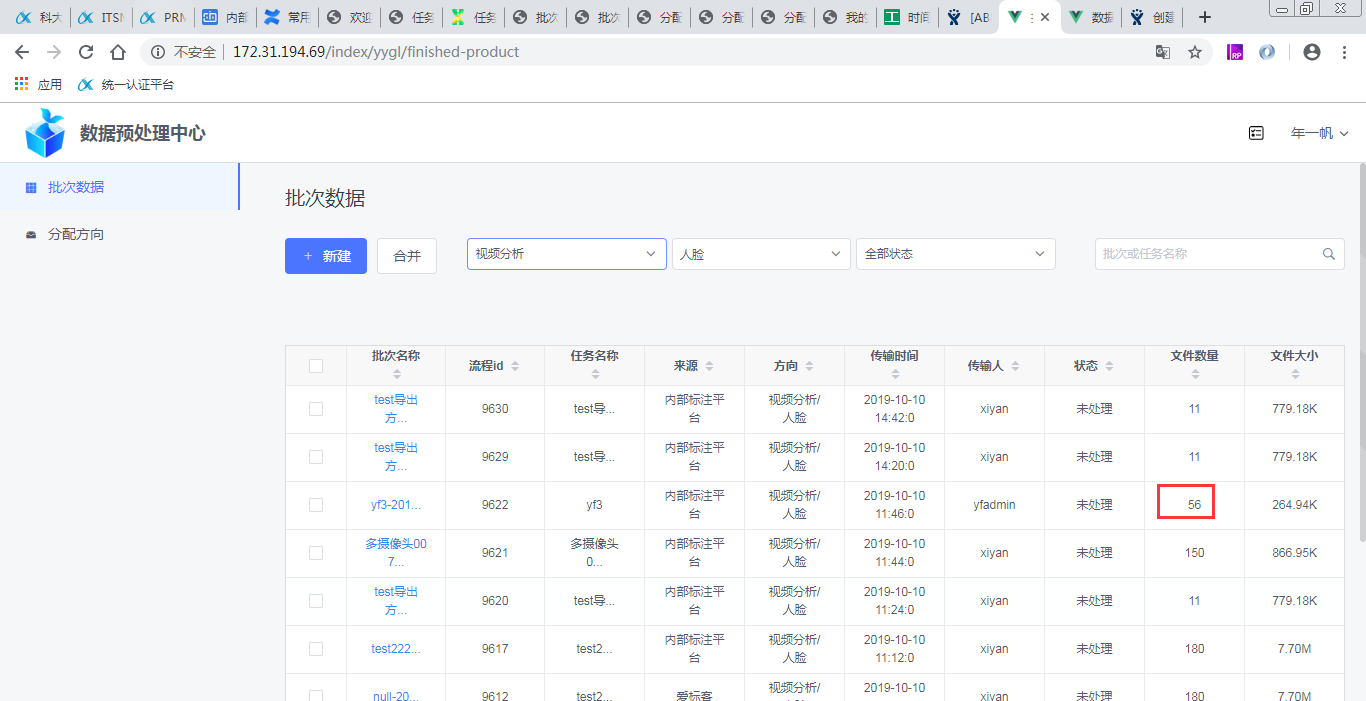 科大
ITSM
PRM
内部
常用
欢迎
任务
任务
批次
批次
分配
分配
分配
我的
时间
[AB
数据
创建
不安全
172.31.194.69/index/yygl/finished-product
应用
统一认证平台
数据预处理中心
年一帆
批次数据
分配方向
批次数据
+ 新建
合并
视频分析
人脸
全部状态
批次或任务名称
批次名称 流程id 任务名称 来源 方向 传输时间 传输人 状态 文件数量 文件大小
test导出方... 9630 test导... 内部标注平台 视频分析/人脸 2019-10-10 14:42:0 xiyan 未处理 11 779.18K
test导出方... 9629 test导... 内部标注平台 视频分析/人脸 2019-10-10 14:20:0 xiyan 未处理 11 779.18K
yf3-201... 9622 yf3 内部标注平台 视频分析/人脸 2019-10-10 11:46:0 yfadmin 未处理 56 264.94K
多摄像头007... 9621 多摄像头0... 内部标注平台 视频分析/人脸 2019-10-10 11:44:0 xiyan 未处理 150 866.95K
test导出方... 9620 test导... 内部标注平台 视频分析/人脸 2019-10-10 11:24:0 xiyan 未处理 11 779.18K
test222... 9617 test2... 内部标注平台 视频分析/人脸 2019-10-10 11:12:0 xiyan 未处理 180 7.70M
null-20... 9612 test2... 爱标客 视频分析/ 2019-10-10 xiyan 未处理 180 7.70M